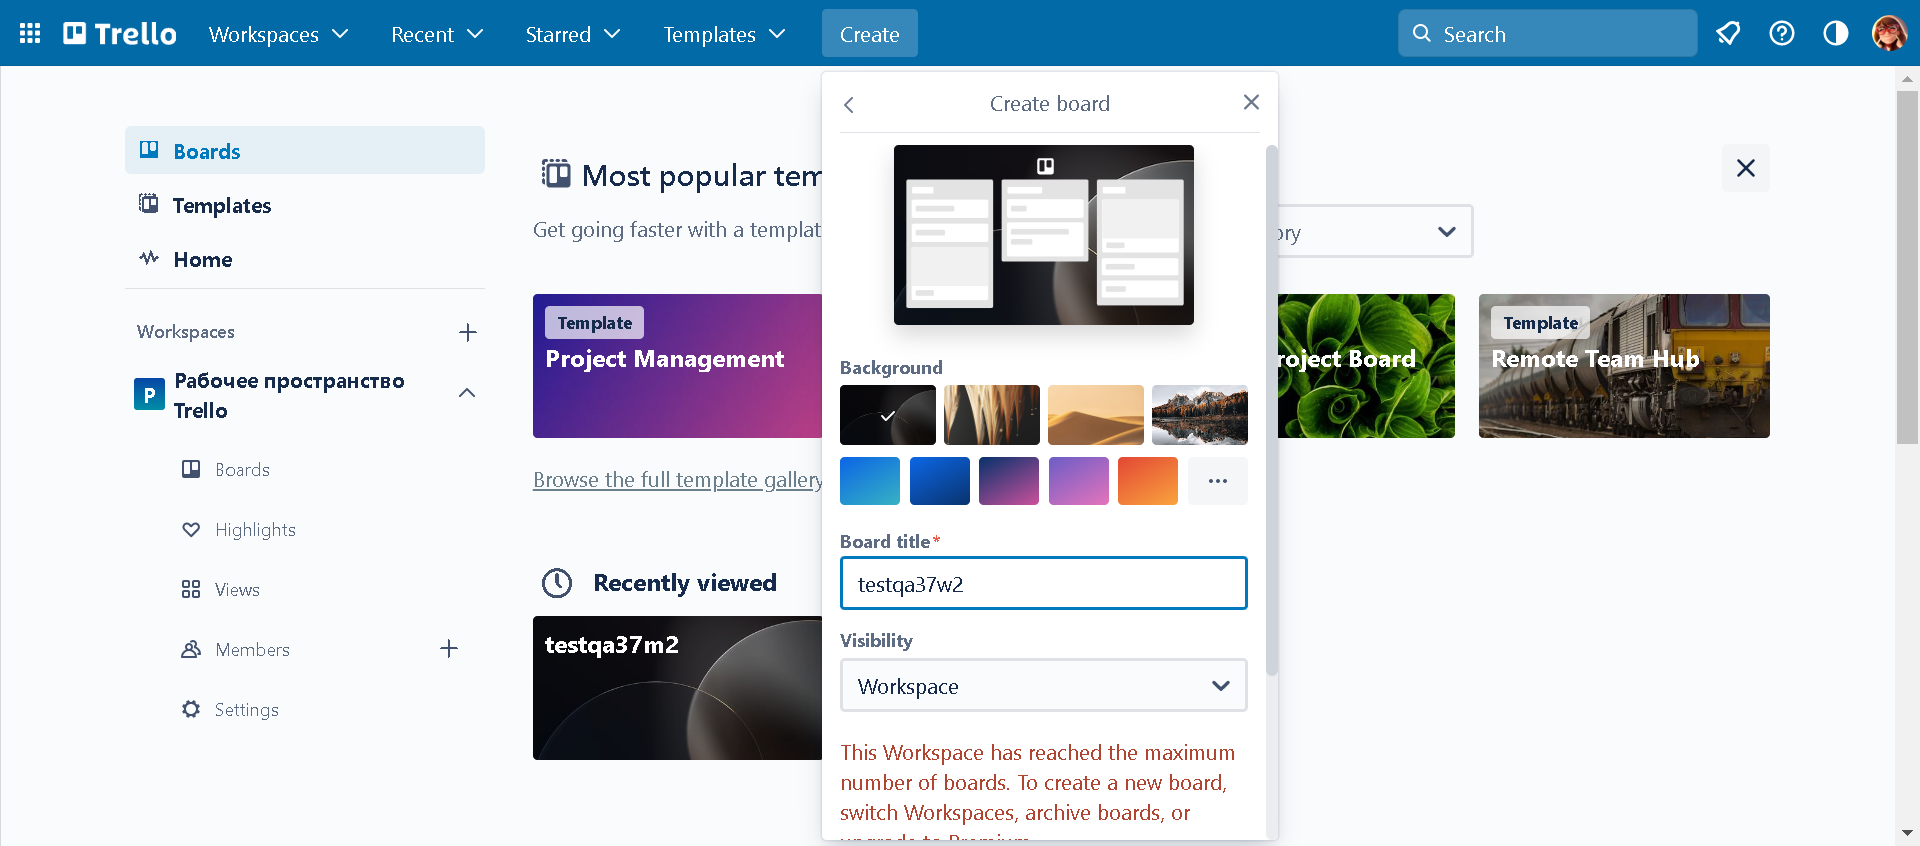 Trello
Workspaces
Recent
Starred
Templates
Create
Search
Boards
Templates
Home
Workspaces
P
Рабочее пространство
Trello
Boards
Highlights
Views
Members
Settings
Most popular tem
Get going faster with a templat
ory
Template
Project Management
roject Board
Template
Remote Team Hub
Browse the full template gallery
Recently viewed
testqa37m2
Create board
Background
Board title*
testqa37w2
Visibility
Workspace
This Workspace has reached the maximum
number of boards. To create a new board,
switch Workspaces, archive boards, or
upgrade to Premium.